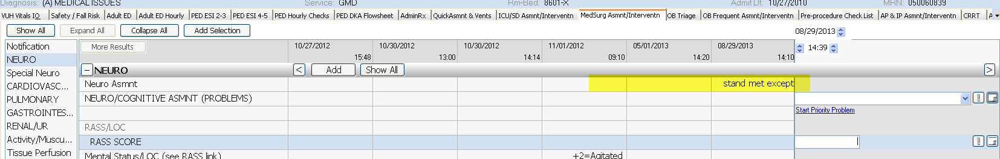 Diagnosis: (A) MEDICAL ISSUES Service: GMD Rm-Bed: 8601-X Admit Dt: 10/27/2010 MRN: 050060839
VUH Vitals IO Safety / Fall Risk Adult ED Adult ED Hourly PED ESI 2-3 PED ESI 4-5 PED Hourly Checks PED DKA Flowsheet AdminRx QuickAsmnt & Vents ICU/SD Asmnt/Interventn MedSurg Asmnt/Interventn OB Triage OB Frequent Asmnt/Interventn Pre-procedure Check List AP & IP Asmnt/Interventn CRRT A
Show All Expand All Collapse All Add Selection 08/29/2013
Notification More Results 10/27/2012 10/30/2012 10/30/2012 11/01/2012 05/01/2013 08/29/2013 14:39
15:48 13:00 14:14 09:10 14:20 14:10
NEURO
− NEURO < Add Show All >
Special Neuro
Neuro Asmnt stand met except
CARDIOVASC...
NEURO/COGNITIVE ASMNT (PROBLEMS)
PULMONARY
Start Priority Problem
GASTROINTES...
RENAL/UR
RASS/LOC
Activity/Muscu...
RASS SCORE
Tissue Perfusion
Mental Status/LOC (see RASS link) +2=Agitated